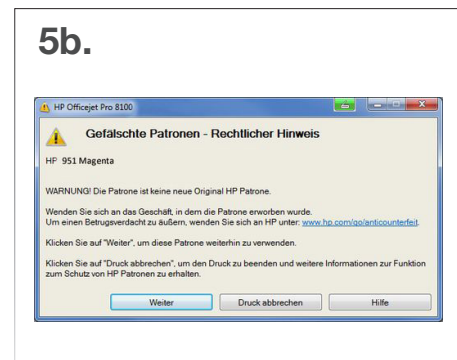 5b.
HP Officejet Pro 8100
Gefälschte Patronen - Rechtlicher Hinweis
HP 951 Magenta
WARNUNG! Die Patrone ist keine neue Original HP Patrone.
Wenden Sie sich an das Geschäft, in dem die Patrone erworben wurde.
Um einen Betrugsverdacht zu äußern, wenden Sie sich an HP unter: www.hp.com/go/anticounterfeit.
Klicken Sie auf "Weiter", um diese Patrone weiterhin zu verwenden.
Klicken Sie auf "Druck abbrechen", um den Druck zu beenden und weitere Informationen zur Funktion
zum Schutz von HP Patronen zu erhalten.
Weiter Druck abbrechen Hilfe